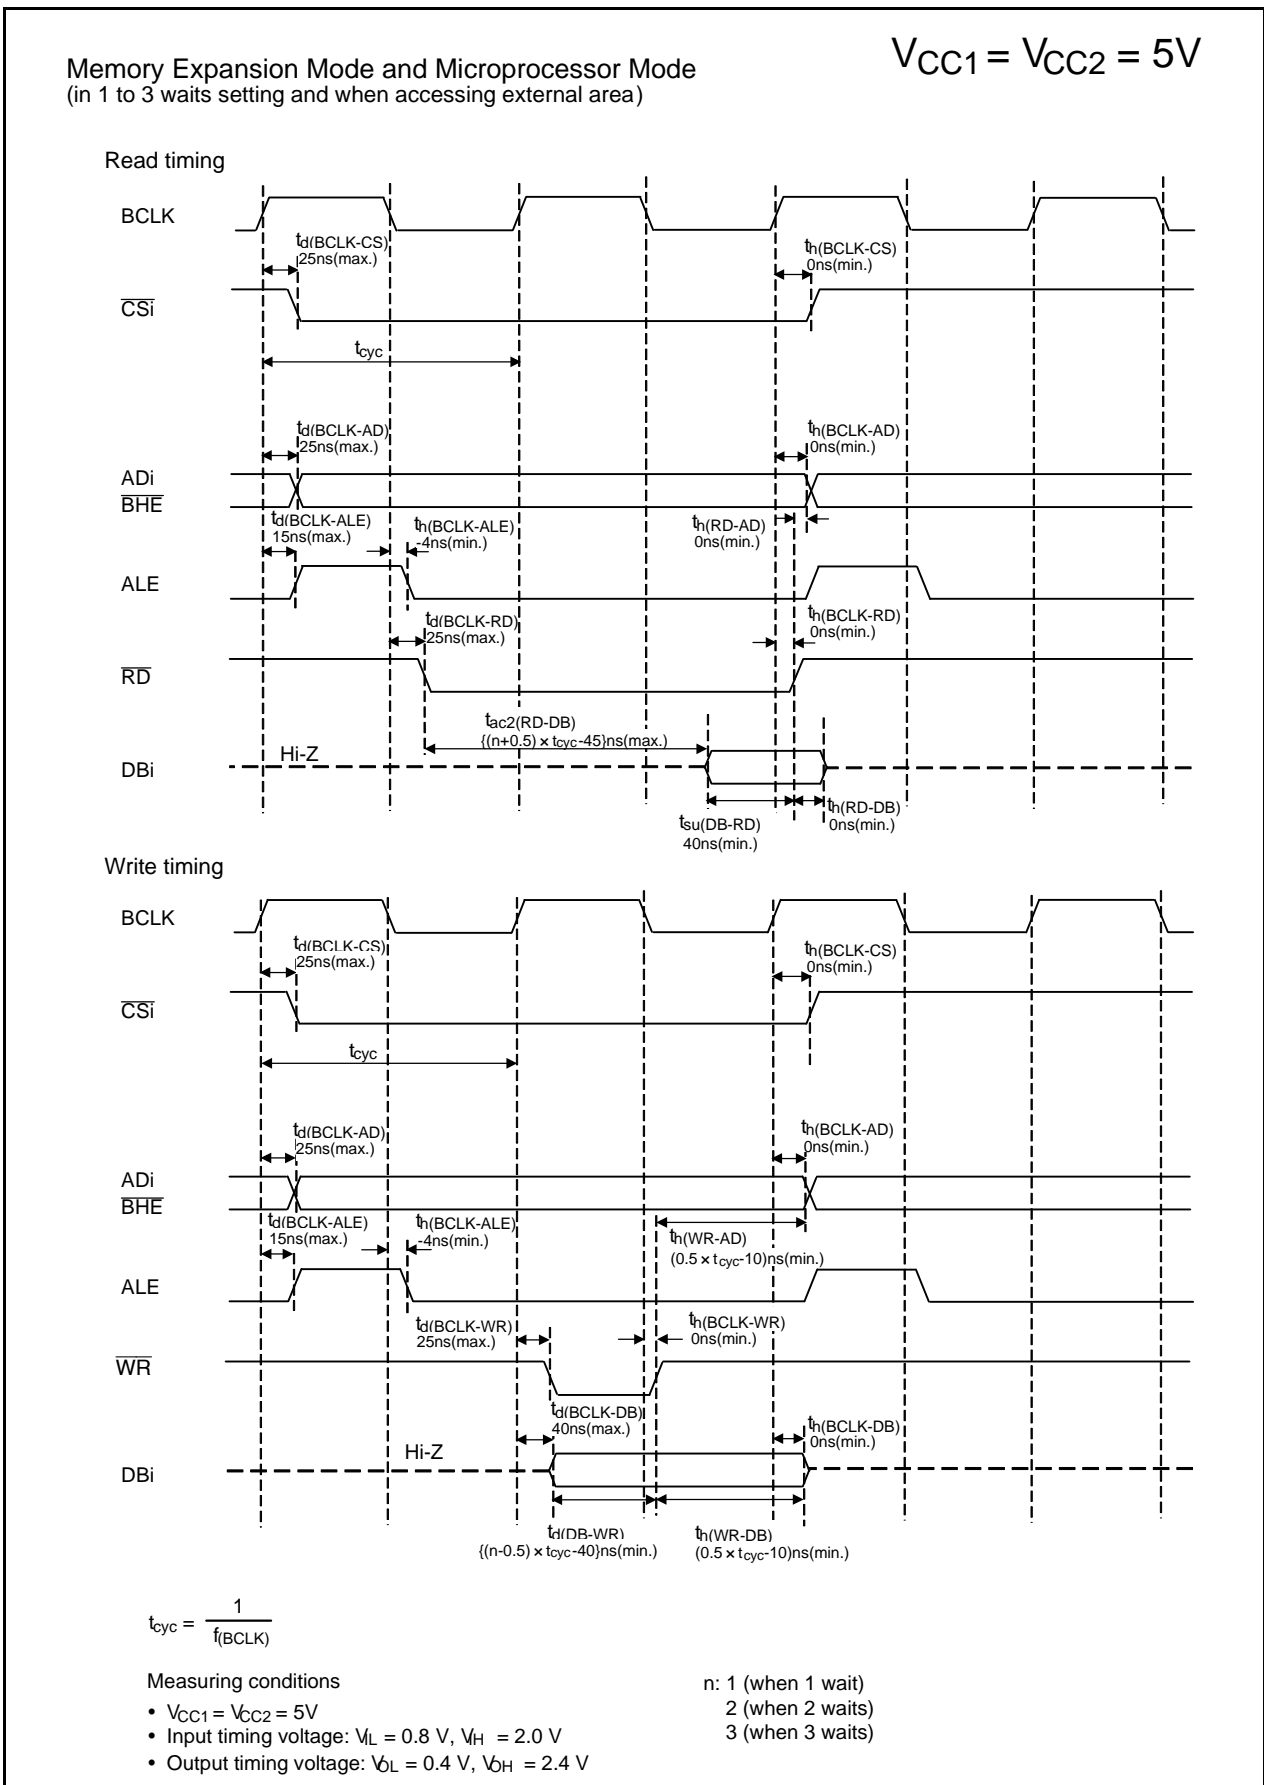 VCC1 = VCC2 = 5V
Memory Expansion Mode and Microprocessor Mode
(in 1 to 3 waits setting and when accessing external area)
Read timing
BCLK
td(BCLK-CS)
25ns(max.)
th(BCLK-CS)
0ns(min.)
CSi
tcyc
td(BCLK-AD)
25ns(max.)
th(BCLK-AD)
0ns(min.)
ADi
BHE
td(BCLK-ALE)
15ns(max.)
th(BCLK-ALE)
-4ns(min.)
th(RD-AD)
0ns(min.)
ALE
td(BCLK-RD)
25ns(max.)
th(BCLK-RD)
0ns(min.)
RD
tac2(RD-DB)
{(n+0.5) × tcyc-45}ns(max.)
Hi-Z
DBi
tsu(DB-RD)
40ns(min.)
th(RD-DB)
0ns(min.)
Write timing
BCLK
td(BCLK-CS)
25ns(max.)
th(BCLK-CS)
0ns(min.)
CSi
tcyc
td(BCLK-AD)
25ns(max.)
th(BCLK-AD)
0ns(min.)
ADi
BHE
td(BCLK-ALE)
15ns(max.)
th(BCLK-ALE)
-4ns(min.)
th(WR-AD)
(0.5 × tcyc-10)ns(min.)
ALE
td(BCLK-WR)
25ns(max.)
th(BCLK-WR)
0ns(min.)
WR
td(BCLK-DB)
40ns(max.)
th(BCLK-DB)
0ns(min.)
Hi-Z
DBi
td(DB-WR)
{(n-0.5) × tcyc-40}ns(min.)
th(WR-DB)
(0.5 × tcyc-10)ns(min.)
tcyc = 1
f(BCLK)
Measuring conditions
• VCC1 = VCC2 = 5V
• Input timing voltage: VIL = 0.8 V, VIH = 2.0 V
• Output timing voltage: VOL = 0.4 V, VOH = 2.4 V
n: 1 (when 1 wait)
2 (when 2 waits)
3 (when 3 waits)